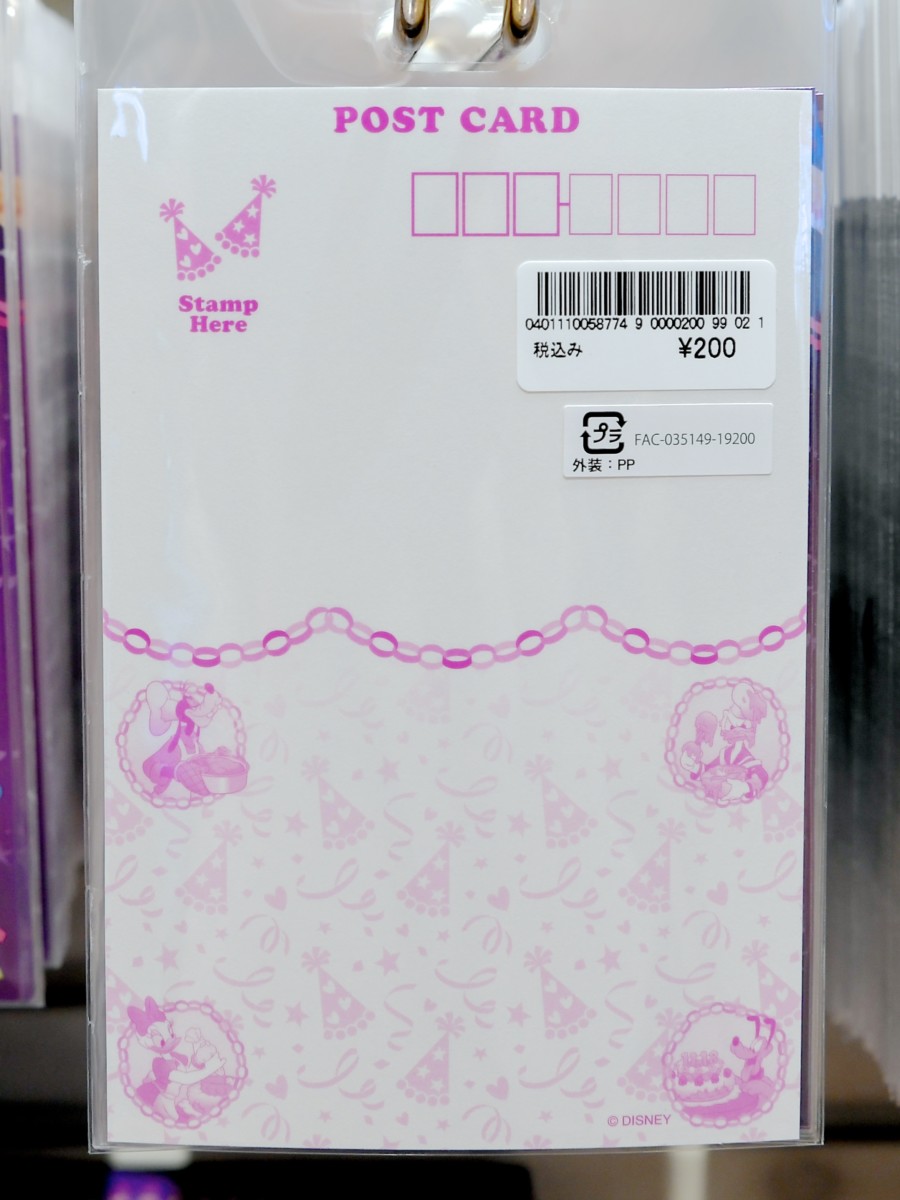 POST CARD
Stamp
Here
0401110058774 9 0000200 99 02 1
税込み ¥200
プラ FAC-035149-19200
外装：PP
© DISNEY